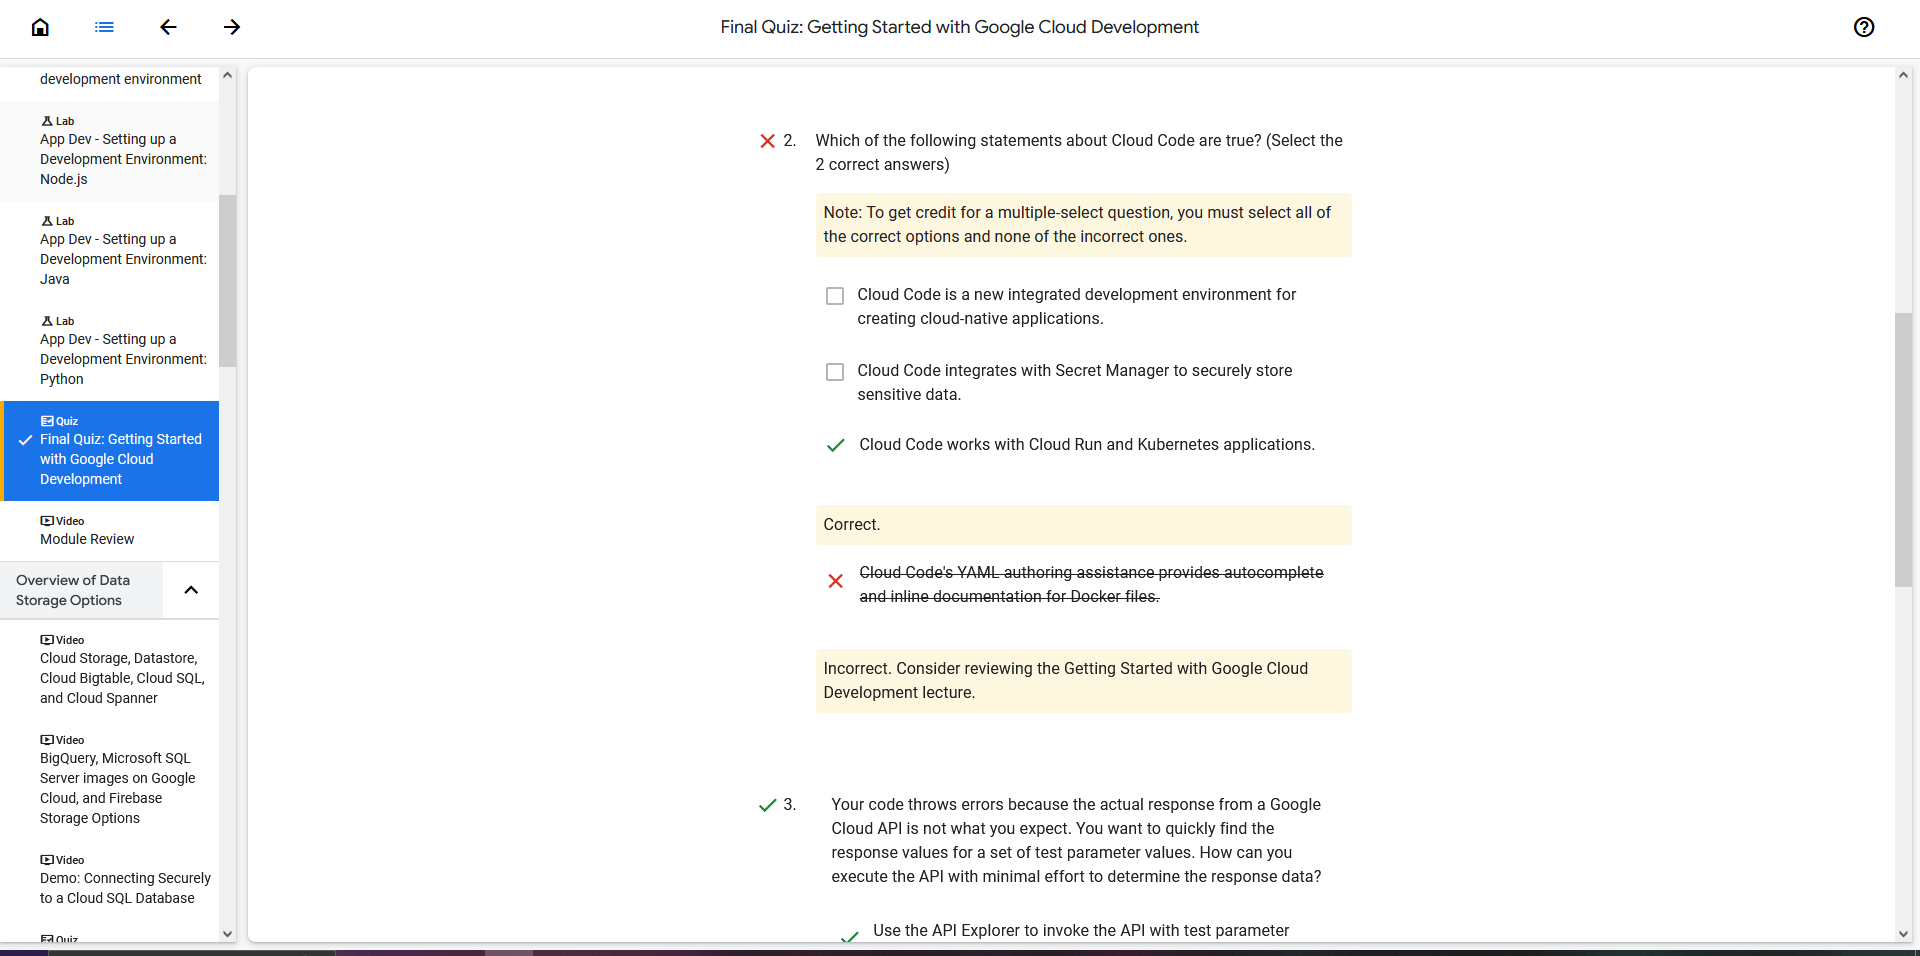 Final Quiz: Getting Started with Google Cloud Development
development environment
Lab
App Dev - Setting up a
Development Environment:
Node.js
Lab
App Dev - Setting up a
Development Environment:
Java
Lab
App Dev - Setting up a
Development Environment:
Python
Quiz
Final Quiz: Getting Started
with Google Cloud
Development
Video
Module Review
Overview of Data
Storage Options
Video
Cloud Storage, Datastore,
Cloud Bigtable, Cloud SQL,
and Cloud Spanner
Video
BigQuery, Microsoft SQL
Server images on Google
Cloud, and Firebase
Storage Options
Video
Demo: Connecting Securely
to a Cloud SQL Database
Quiz
2. Which of the following statements about Cloud Code are true? (Select the
2 correct answers)
Note: To get credit for a multiple-select question, you must select all of
the correct options and none of the incorrect ones.
Cloud Code is a new integrated development environment for
creating cloud-native applications.
Cloud Code integrates with Secret Manager to securely store
sensitive data.
Cloud Code works with Cloud Run and Kubernetes applications.
Correct.
Cloud Code's YAML authoring assistance provides autocomplete
and inline documentation for Docker files.
Incorrect. Consider reviewing the Getting Started with Google Cloud
Development lecture.
3. Your code throws errors because the actual response from a Google
Cloud API is not what you expect. You want to quickly find the
response values for a set of test parameter values. How can you
execute the API with minimal effort to determine the response data?
Use the API Explorer to invoke the API with test parameter